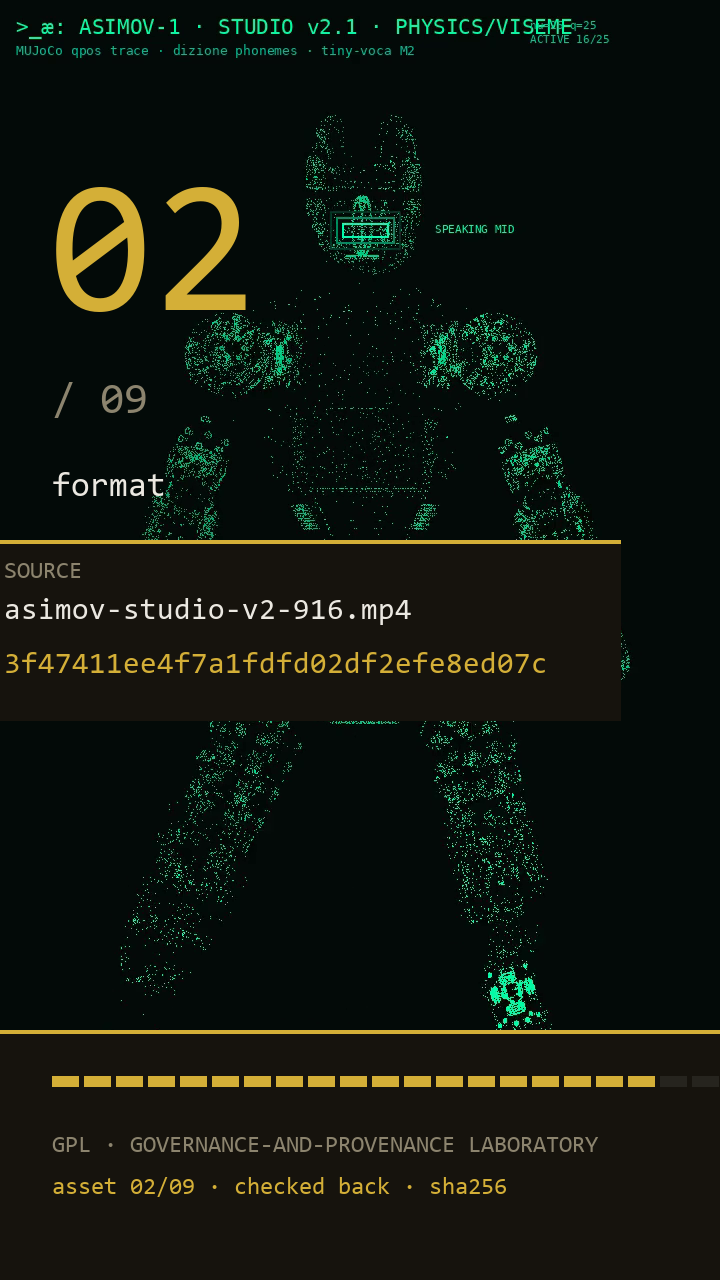 >_æ: ASIMOV-1 · STUDIO v2.1 · PHYSICS/VISEME
q=25
MUJoCo qpos trace · dizione phonemes · tiny-voca M2
ACTIVE 16/25
SPEAKING MID
02
/ 09
format
SOURCE
asimov-studio-v2-916.mp4
3f47411ee4f7a1fdfd02df2efe8ed07c
GPL · GOVERNANCE-AND-PROVENANCE LABORATORY
asset 02/09 · checked back · sha256